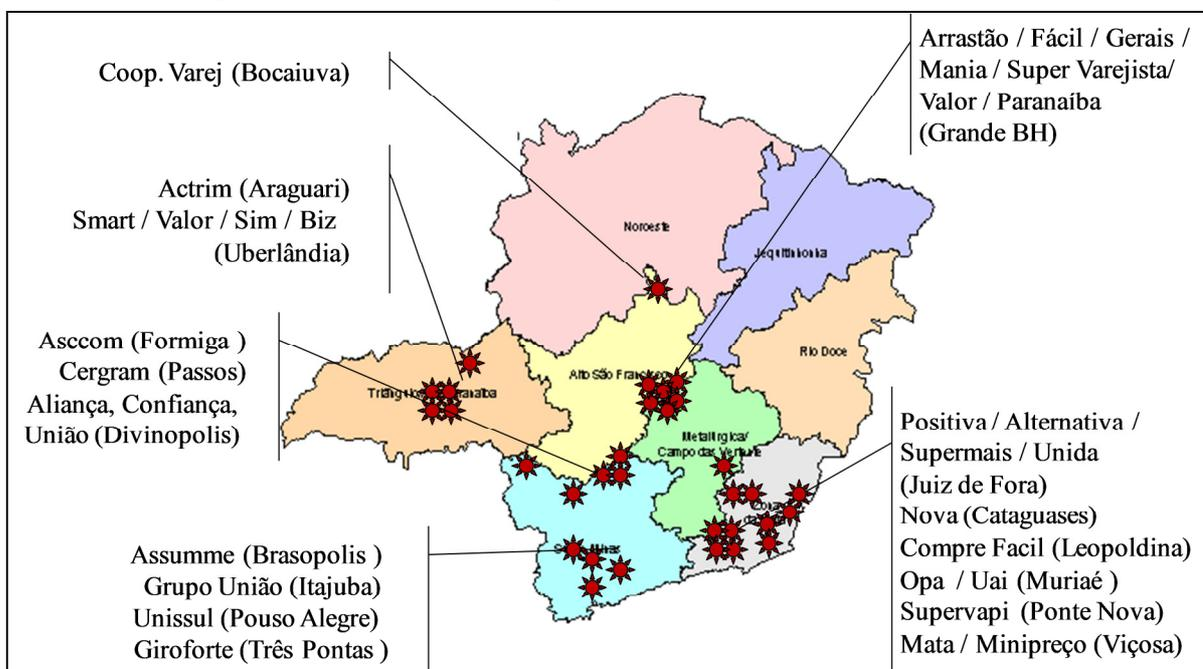 Coop. Varej (Bocaiuva)
Arrastão / Fácil / Gerais /
Mania / Super Varejista/
Valor / Paranaíba
(Grande BH)
Actrim (Araguari)
Smart / Valor / Sim / Biz
(Uberlândia)
Asccom (Formiga )
Cergram (Passos)
Aliança, Confiança,
União (Divinopolis)
Noroeste
Jequitinhonha
Rio Doce
Alto São Francisco
Metalúrgica/
Campo das
Positiva / Alternativa /
Supermais / Unida
(Juiz de Fora)
Nova (Cataguases)
Compre Facil (Leopoldina)
Opa / Uai (Muriaé )
Supervapi (Ponte Nova)
Mata / Minipreço (Viçosa)
Assumme (Brasopolis )
Grupo União (Itajuba)
Unissul (Pouso Alegre)
Giroforte (Três Pontas )